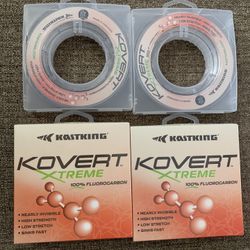 KOVERT
KOVERT
KASTKING
KOVERT
XTREME
100% FLUOROCARBON
• NEARLY INVISIBLE
• HIGH STRENGTH
• LOW STRETCH
• SINKS FAST
KASTKING
KOVERT
XTREME
100% FLUOROCARBON
• NEARLY INVISIBLE
• HIGH STRENGTH
• LOW STRETCH
• SINKS FAST